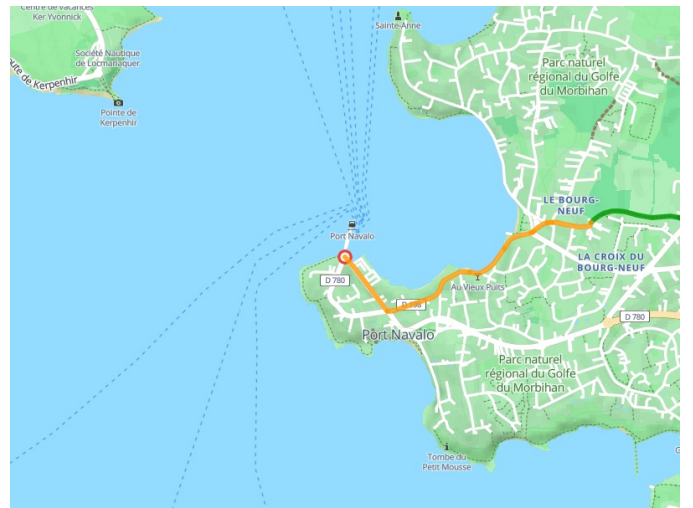 Centre de vacances
Ker Yvonnick
Sainte-Anne
Société Nautique
de Locmariaquer
Route de Kerpenhir
Pointe de
Kerpenhir
Parc naturel
régional du Golfe
du Morbihan
LE BOURG-
NEUF
Port Navalo
LA CROIX DU
BOURG-NEUF
D 780
Au Vieux Puits
D 780
Port Navalo
Parc naturel
régional du Golfe
du Morbihan
Tombe du
Petit Mousse